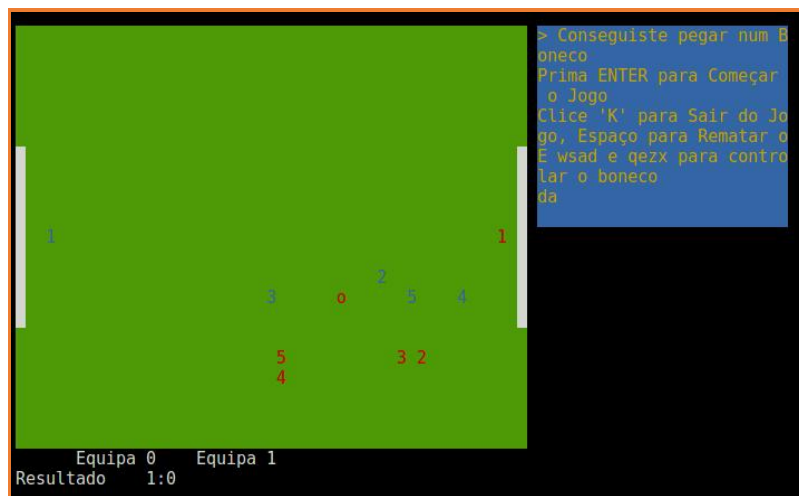 > Conseguiste pegar num B
oneco
Prima ENTER para Começar
o Jogo
Clice 'K' para Sair do Jo
go, Espaço para Rematar o
E wsad e qezx para contro
lar o boneco
da
1
1
2
3 o 5 4
5 3 2
4
Equipa 0 Equipa 1
Resultado 1:0